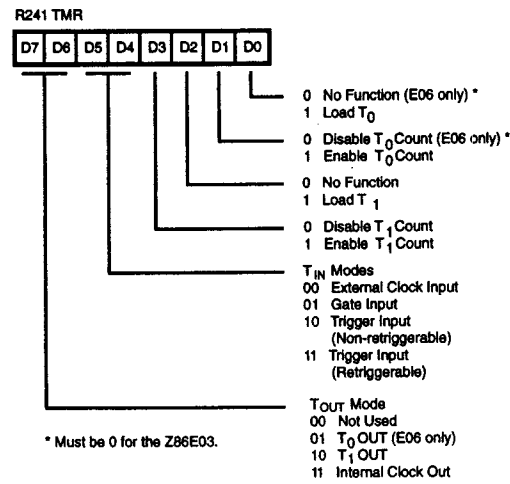 R241 TMR
D7 D6 D5 D4 D3 D2 D1 D0
0 No Function (E06 only) *
1 Load T0
0 Disable T0 Count (E06 only) *
1 Enable T0 Count
0 No Function
1 Load T1
0 Disable T1 Count
1 Enable T1 Count
TIN Modes
00 External Clock Input
01 Gate Input
10 Trigger Input
(Non-retriggerable)
11 Trigger Input
(Retriggerable)
TOUT Mode
00 Not Used
01 T0 OUT (E06 only)
10 T1 OUT
11 Internal Clock Out
* Must be 0 for the Z86E03.